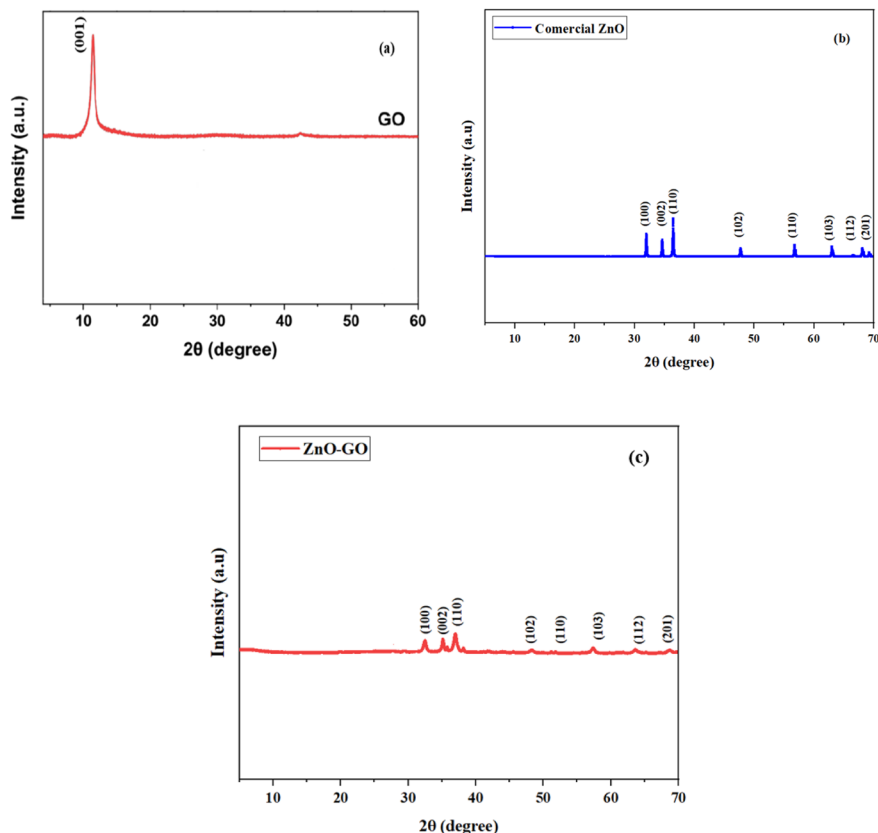 (001)
(a)
GO
Intensity (a.u.)
10 20 30 40 50 60
2θ (degree)
Comercial ZnO
(b)
(100)
(002)
(110)
(102)
(110)
(103)
(112)
(201)
Intensity (a.u)
10 20 30 40 50 60 70
2θ (degree)
ZnO-GO
(c)
(100)
(002)
(110)
(102)
(110)
(103)
(112)
(201)
Intensity (a.u)
10 20 30 40 50 60 70
2θ (degree)